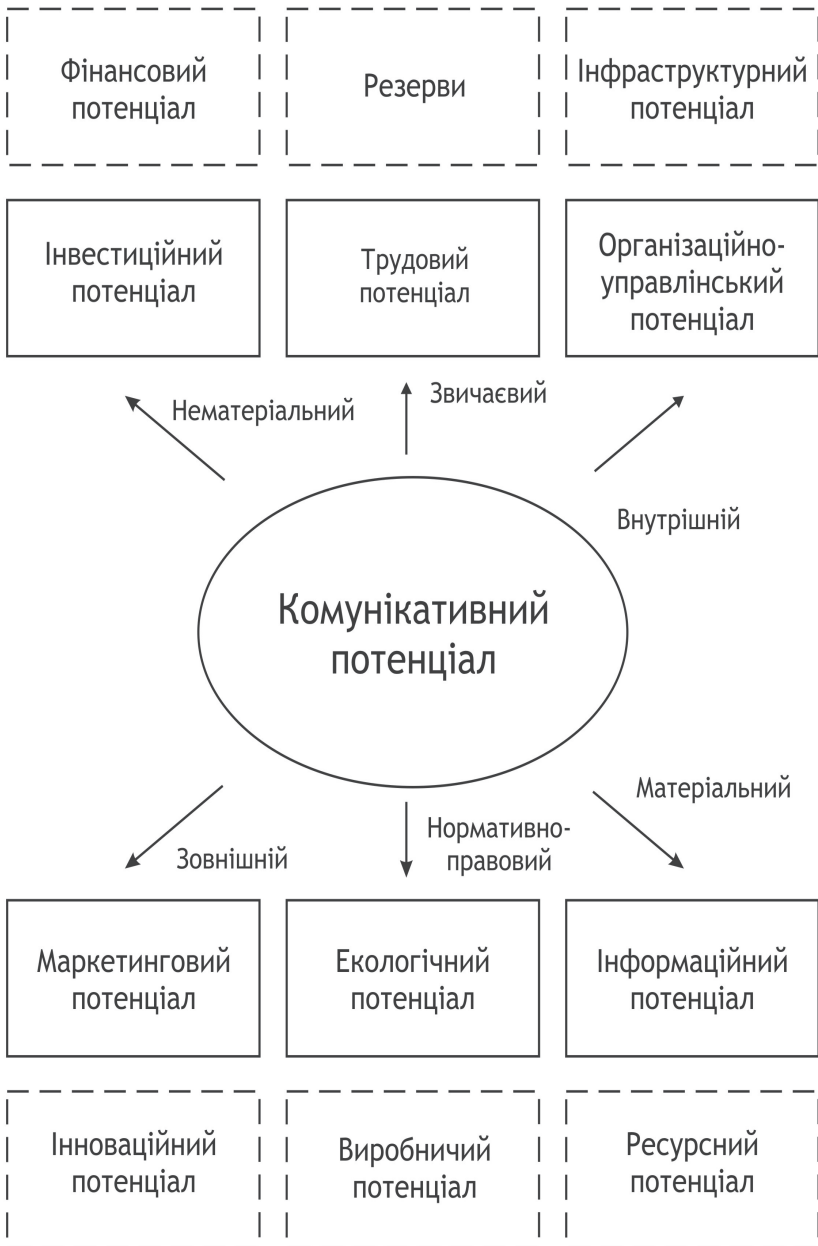 Фінансовий
потенціал
Резерви
Інфраструктурний
потенціал
Інвестиційний
потенціал
Трудовий
потенціал
Організаційно-
управлінський
потенціал
Нематеріальний
Звичаєвий
Внутрішній
Комунікативний
потенціал
Матеріальний
Зовнішній
Нормативно-
правовий
Маркетинговий
потенціал
Екологічний
потенціал
Інформаційний
потенціал
Інноваційний
потенціал
Виробничий
потенціал
Ресурсний
потенціал